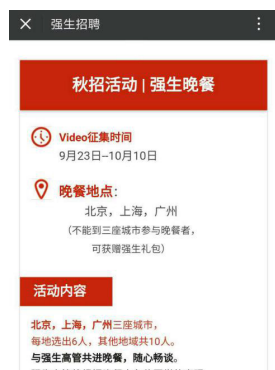 强生招聘
秋招活动 | 强生晚餐
Video征集时间
9月23日–10月10日
晚餐地点：
北京，上海，广州
（不能到三座城市参与晚餐者，
可获赠强生礼包）
活动内容
北京，上海，广州三座城市，
每地选出6人，其他地域共10人。
与强生高管共进晚餐，随心畅谈。